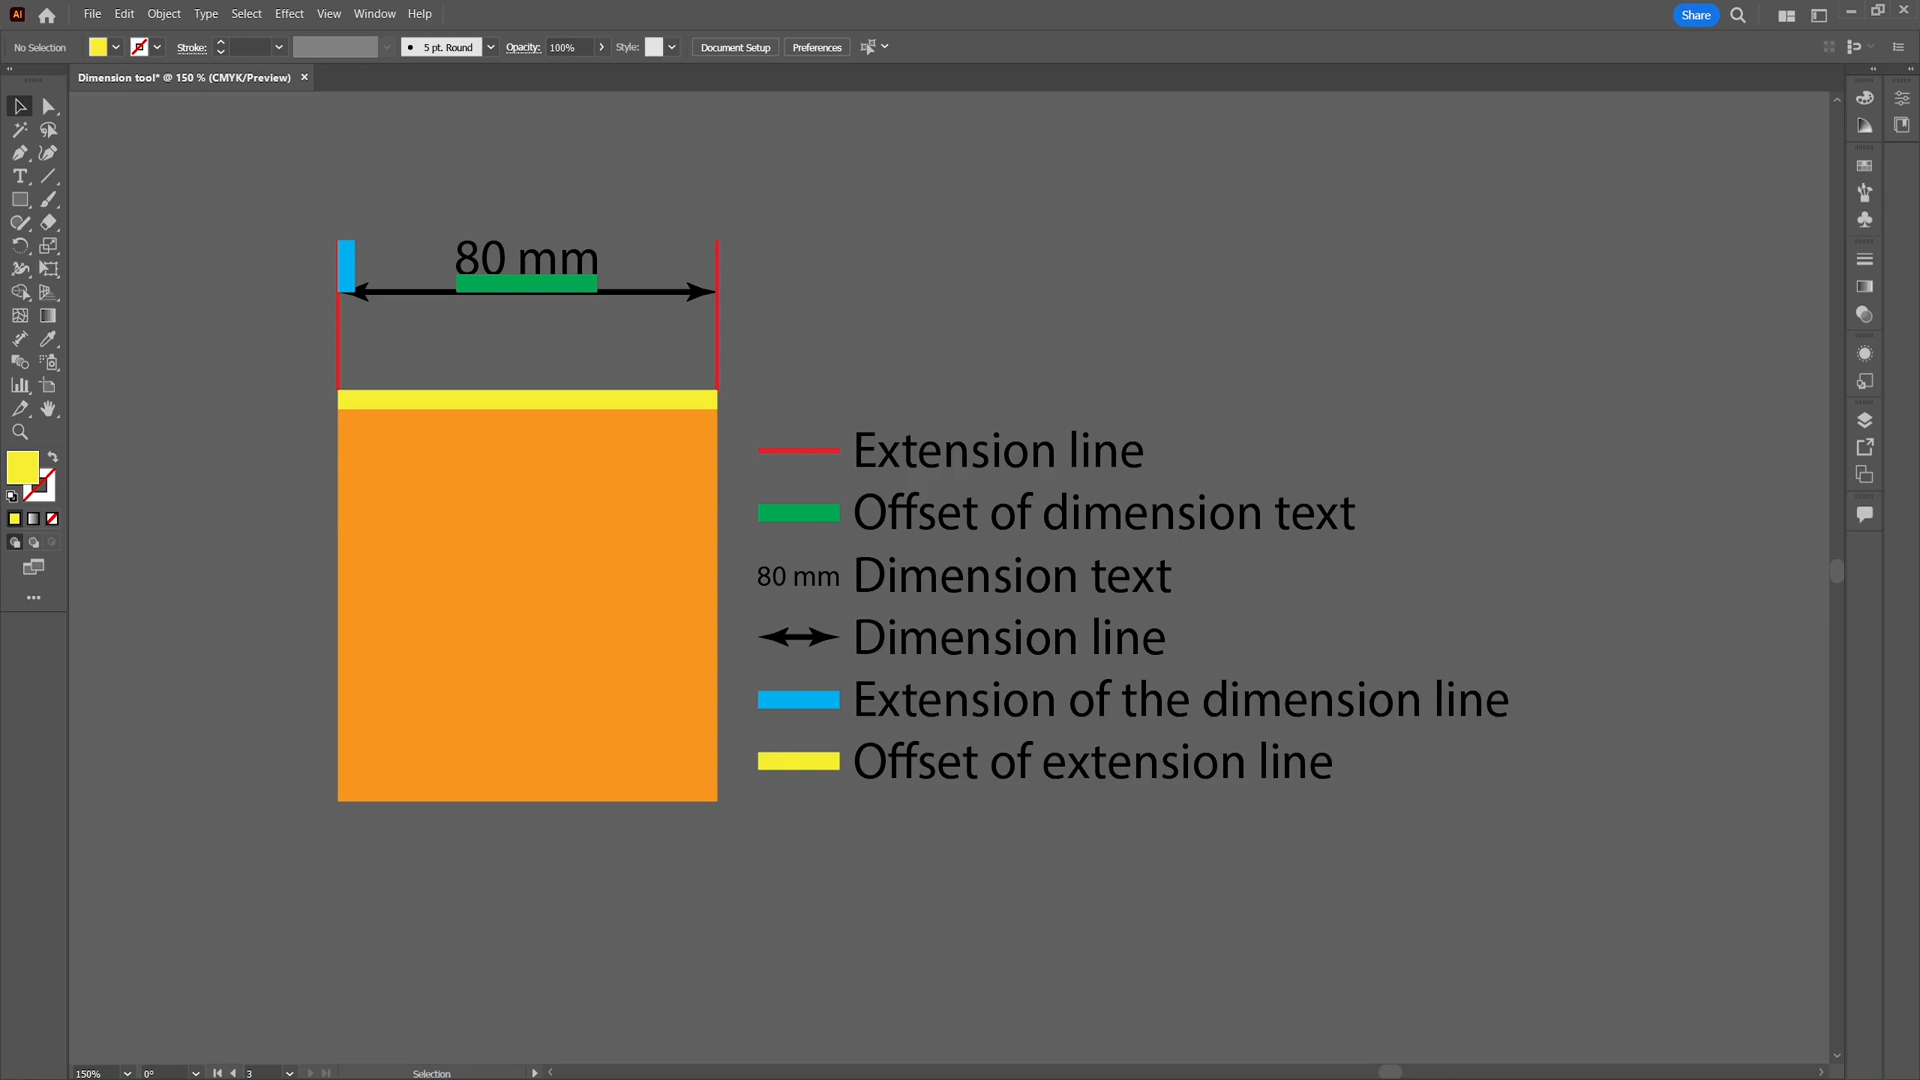 Ai
File Edit Object Type Select Effect View Window Help
Share
No Selection
Stroke:
5 pt. Round
Opacity: 100%
Style:
Document Setup
Preferences
Dimension tool* @ 150 % (CMYK/Preview)
80 mm
Extension line
Offset of dimension text
80 mm Dimension text
Dimension line
Extension of the dimension line
Offset of extension line
150% 0° 3 Selection